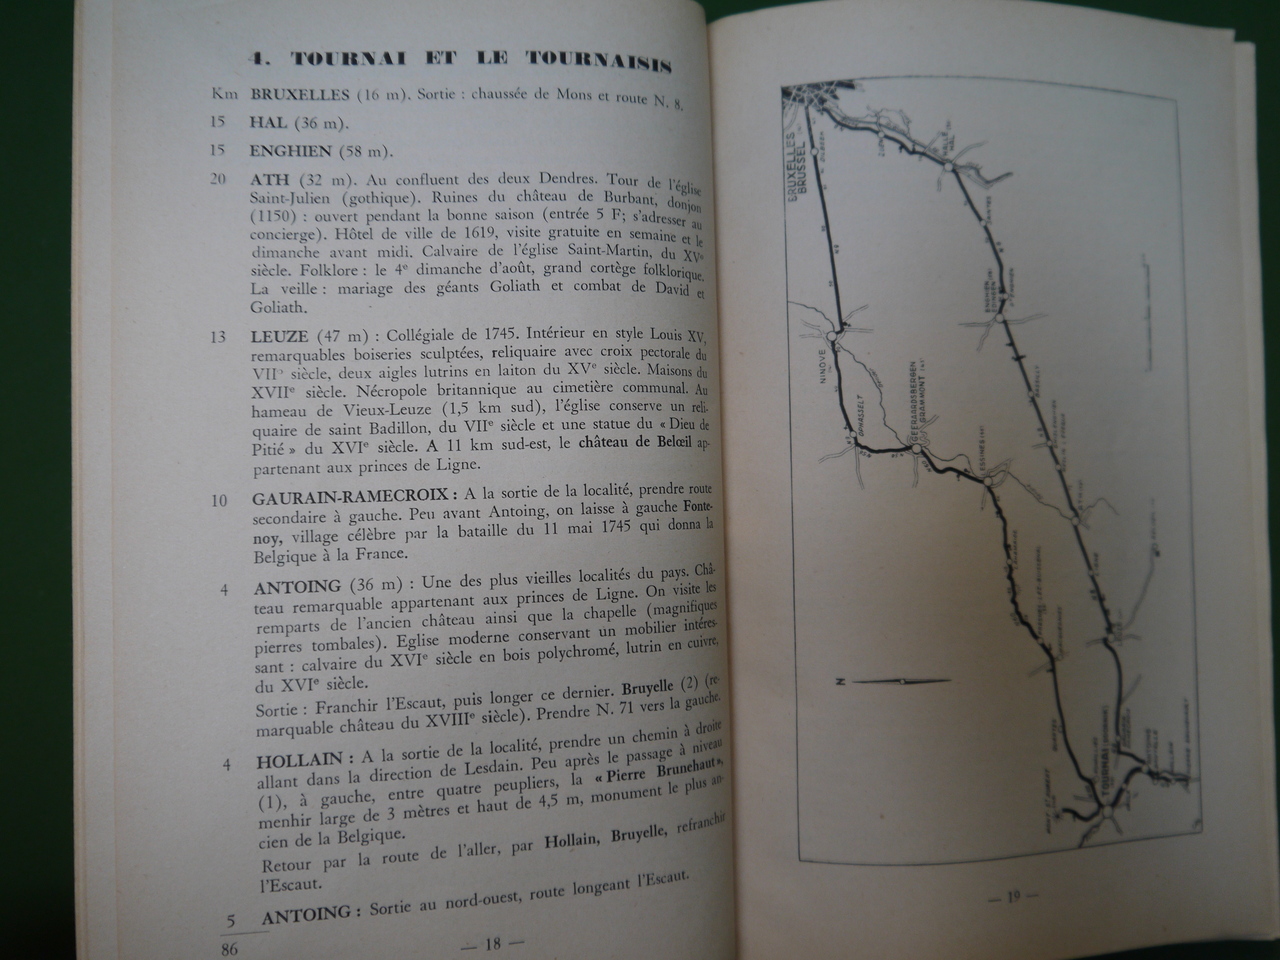 4. TOURNAI ET LE TOURNAISIS
Km BRUXELLES (16 m). Sortie : chaussée de Mons et route N. 8.
15 HAL (36 m).
15 ENGHIEN (58 m).
20 ATH (32 m). Au confluent des deux Dendres. Tour de l'église
Saint-Julien (gothique). Ruines du château de Burbant, donjon
(1150) : ouvert pendant la bonne saison (entrée 5 F; s'adresser au
concierge). Hôtel de ville de 1619, visite gratuite en semaine et le
dimanche avant midi. Calvaire de l'église Saint-Martin, du XVe
siècle. Folklore : le 4e dimanche d'août, grand cortège folklorique.
La veille : mariage des géants Goliath et combat de David et
Goliath.
13 LEUZE (47 m) : Collégiale de 1745. Intérieur en style Louis XV,
remarquables boiseries sculptées, reliquaire avec croix pectorale du
VIIe siècle, deux aigles lutrins en laiton du XVe siècle. Maisons du
XVIIe siècle. Nécropole britannique au cimetière communal. Au
hameau de Vieux-Leuze (1,5 km sud), l'église conserve un reli-
quaire de saint Badillon, du VIIe siècle et une statue du « Dieu de
Pitié » du XVIe siècle. A 11 km sud-est, le château de Belœil ap-
partenant aux princes de Ligne.
10 GAURAIN-RAMECROIX : A la sortie de la localité, prendre route
secondaire à gauche. Peu avant Antoing, on laisse à gauche Fonte-
noy, village célèbre par la bataille du 11 mai 1745 qui donna la
Belgique à la France.
4 ANTOING (36 m) : Une des plus vieilles localités du pays. Châ-
teau remarquable appartenant aux princes de Ligne. On visite les
remparts de l'ancien château ainsi que la chapelle (magnifiques
pierres tombales). Eglise moderne conservant un mobilier intéres-
sant : calvaire du XVIe siècle en bois polychromé, lutrin en cuivre,
du XVIe siècle.
Sortie : Franchir l'Escaut, puis longer ce dernier. Bruyelle (2) (re-
marquable château du XVIIIe siècle). Prendre N. 71 vers la gauche.
4 HOLLAIN : A la sortie de la localité, prendre un chemin à droite
allant dans la direction de Lesdain. Peu après le passage à niveau
(1), à gauche, entre quatre peupliers, la « Pierre Brunehaut »,
menhir large de 3 mètres et haut de 4,5 m, monument le plus an-
cien de la Belgique.
Retour par la route de l'aller, par Hollain, Bruyelle, refranchir
l'Escaut.
5 ANTOING : Sortie au nord-ouest, route longeant l'Escaut.
86
— 18 —
BRUXELLES
BRUSSEL
HALLE
HAL
NINOVE
OPHASSELT
GEERAARDSBERGEN
GRAMMONT
LESSINES
ENGHIEN
N
TOURNAI
— 19 —